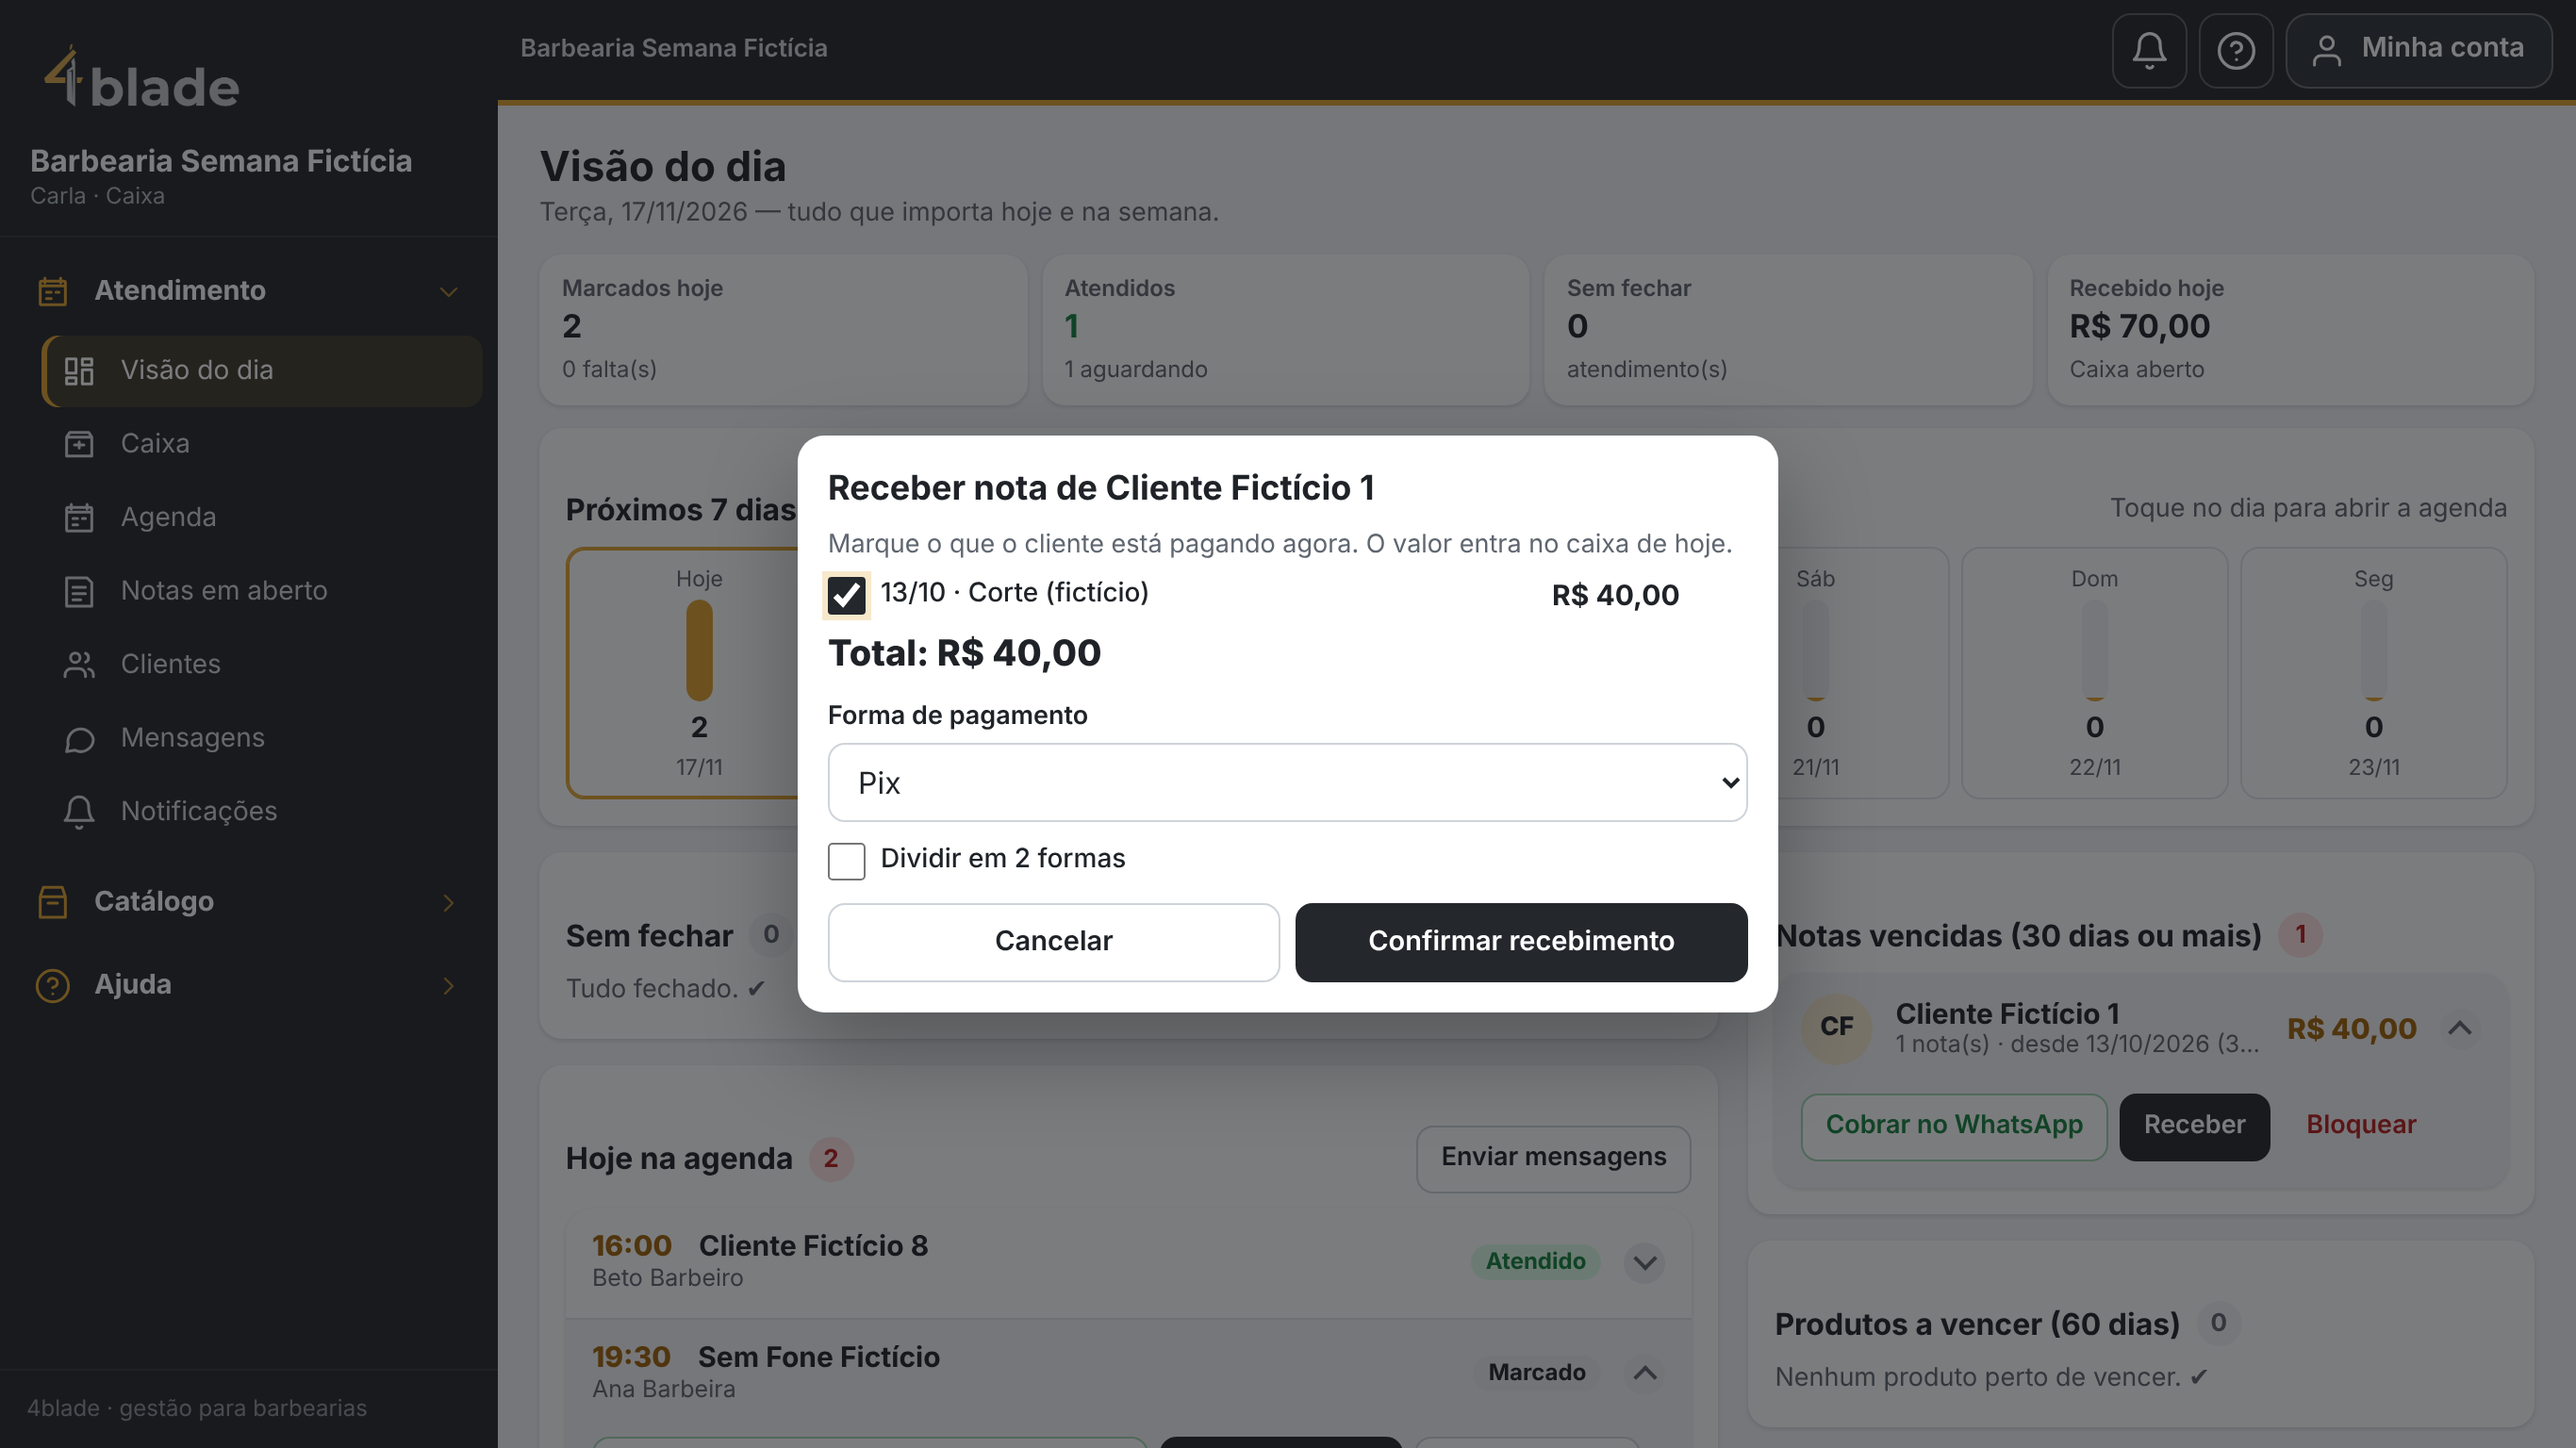 4blade
Barbearia Semana Fictícia
Carla · Caixa
Atendimento
Visão do dia
Caixa
Agenda
Notas em aberto
Clientes
Mensagens
Notificações
Catálogo
Ajuda
4blade · gestão para barbearias
Barbearia Semana Fictícia
Minha conta
Visão do dia
Terça, 17/11/2026 — tudo que importa hoje e na semana.
Marcados hoje
2
0 falta(s)
Atendidos
1
1 aguardando
Sem fechar
0
atendimento(s)
Recebido hoje
R$ 70,00
Caixa aberto
Próximos 7 dias
Toque no dia para abrir a agenda
Hoje
2
17/11
Sáb
0
21/11
Dom
0
22/11
Seg
0
23/11
Receber nota de Cliente Fictício 1
Marque o que o cliente está pagando agora. O valor entra no caixa de hoje.
13/10 · Corte (fictício) R$ 40,00
Total: R$ 40,00
Forma de pagamento
Pix
Dividir em 2 formas
Cancelar
Confirmar recebimento
Sem fechar 0
Tudo fechado. ✔
Hoje na agenda 2
Enviar mensagens
16:00 Cliente Fictício 8
Beto Barbeiro
Atendido
19:30 Sem Fone Fictício
Ana Barbeira
Marcado
Notas vencidas (30 dias ou mais) 1
CF
Cliente Fictício 1
1 nota(s) · desde 13/10/2026 (3...
R$ 40,00
Cobrar no WhatsApp
Receber
Bloquear
Produtos a vencer (60 dias) 0
Nenhum produto perto de vencer. ✔